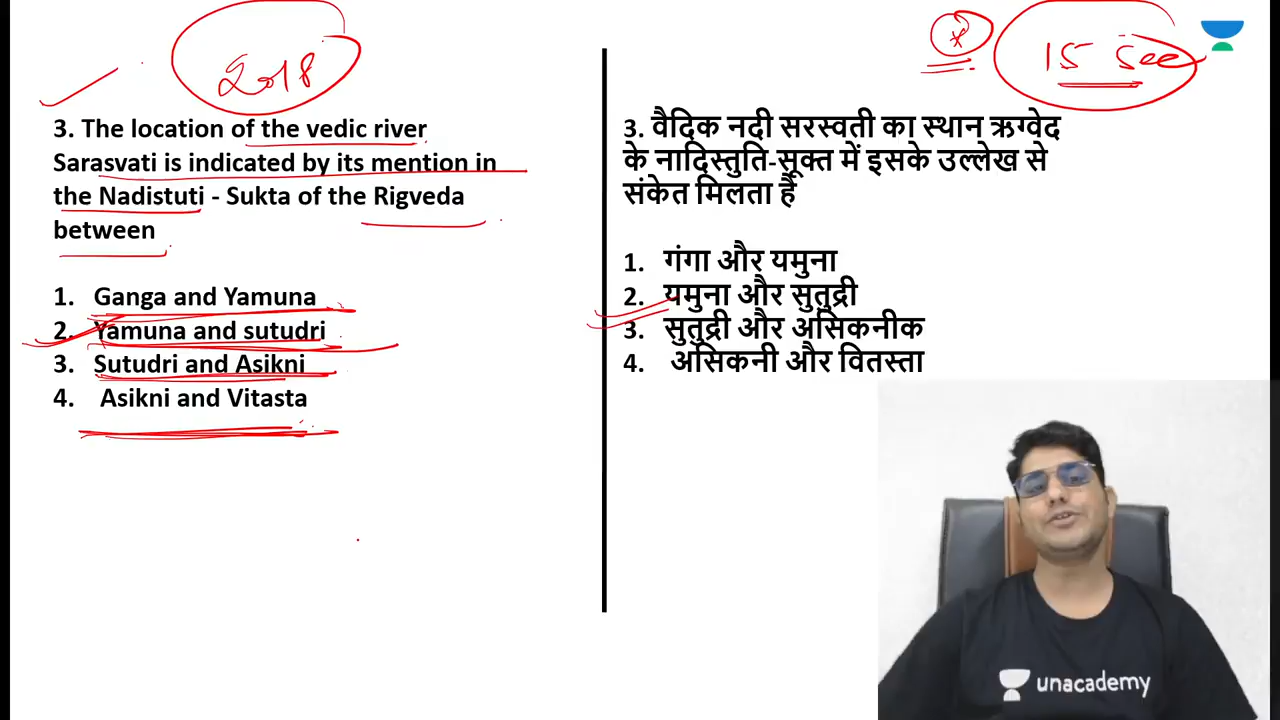 2018
15 Sec
3. The location of the vedic river
Sarasvati is indicated by its mention in
the Nadistuti - Sukta of the Rigveda
between
1. Ganga and Yamuna
2. Yamuna and sutudri
3. Sutudri and Asikni
4. Asikni and Vitasta
3. वैदिक नदी सरस्वती का स्थान ऋग्वेद
के नादिस्तुति-सूक्त में इसके उल्लेख से
संकेत मिलता है
1. गंगा और यमुना
2. यमुना और सुतुद्री
3. सुतुद्री और असिकनीक
4. असिकनी और वितस्ता
unacademy